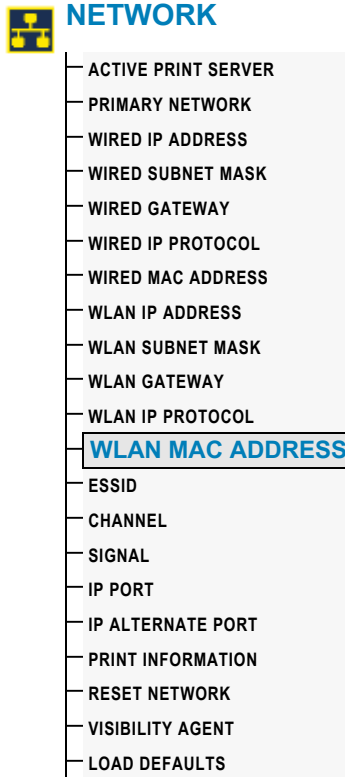 NETWORK
ACTIVE PRINT SERVER
PRIMARY NETWORK
WIRED IP ADDRESS
WIRED SUBNET MASK
WIRED GATEWAY
WIRED IP PROTOCOL
WIRED MAC ADDRESS
WLAN IP ADDRESS
WLAN SUBNET MASK
WLAN GATEWAY
WLAN IP PROTOCOL
WLAN MAC ADDRESS
ESSID
CHANNEL
SIGNAL
IP PORT
IP ALTERNATE PORT
PRINT INFORMATION
RESET NETWORK
VISIBILITY AGENT
LOAD DEFAULTS